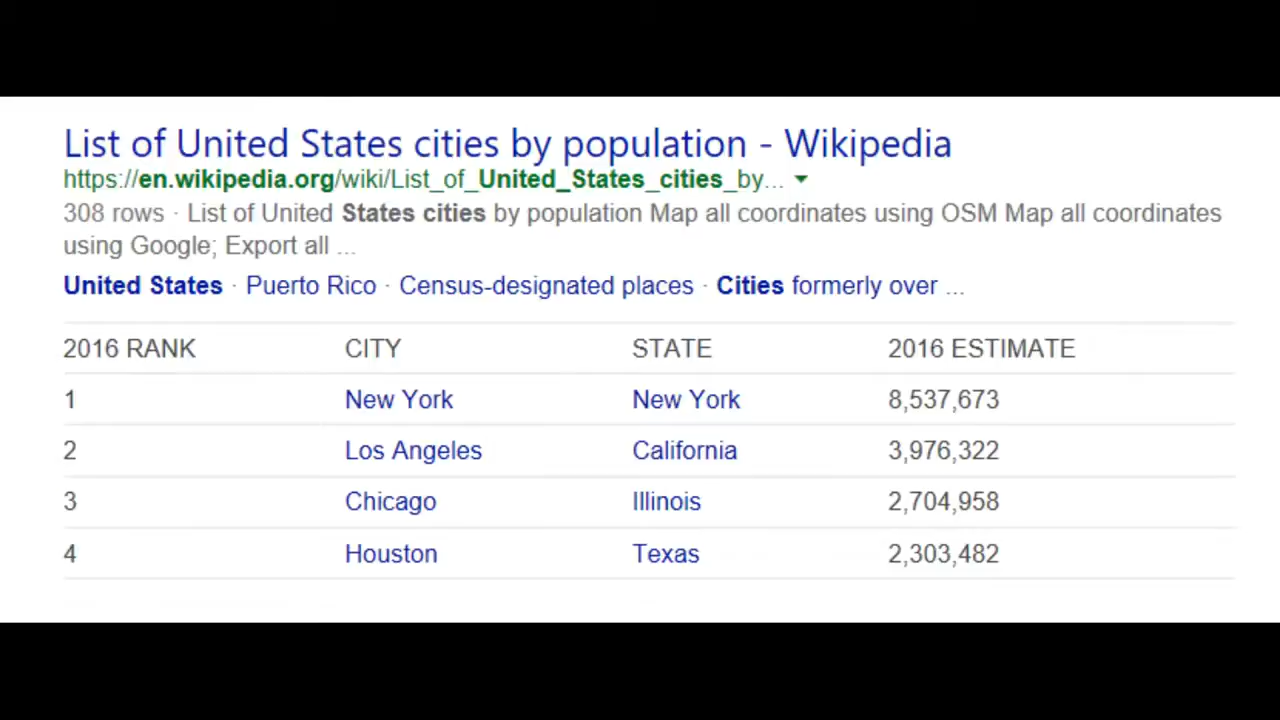 List of United States cities by population - Wikipedia
https://en.wikipedia.org/wiki/List_of_United_States_cities_by...
308 rows · List of United States cities by population Map all coordinates using OSM Map all coordinates
using Google; Export all ...
United States · Puerto Rico · Census-designated places · Cities formerly over ...
2016 RANK CITY STATE 2016 ESTIMATE
1 New York New York 8,537,673
2 Los Angeles California 3,976,322
3 Chicago Illinois 2,704,958
4 Houston Texas 2,303,482